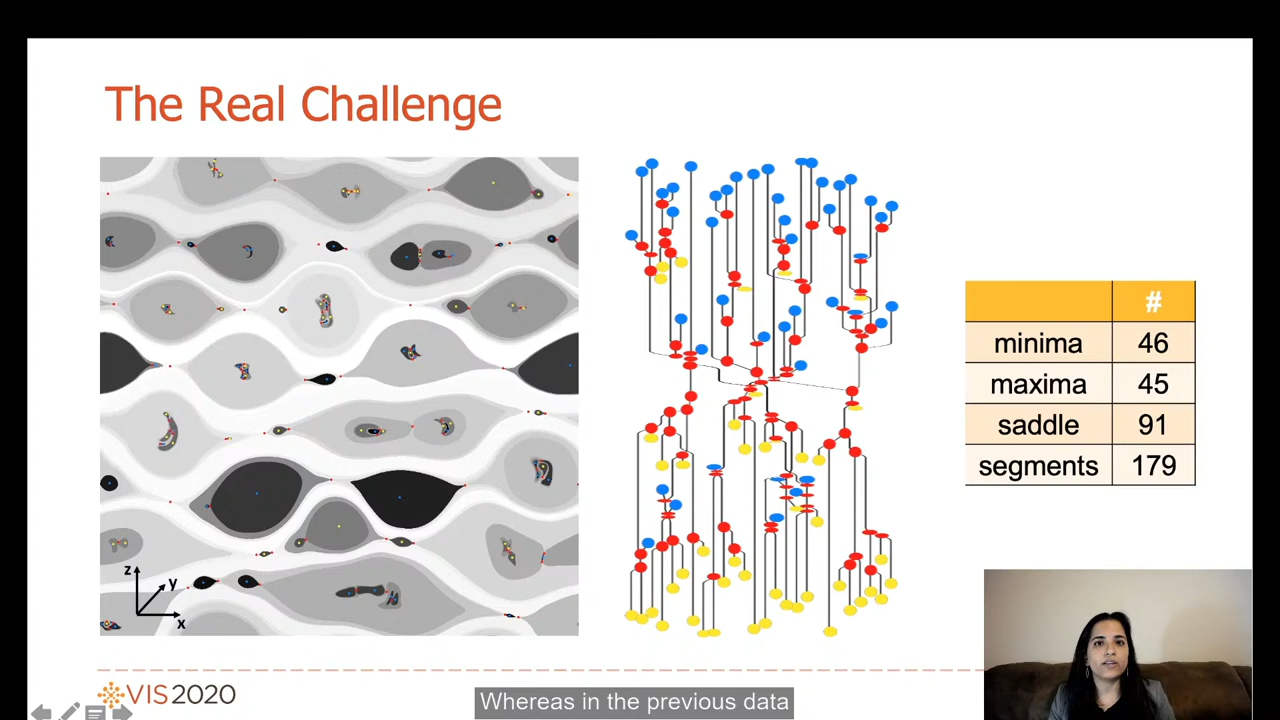 The Real Challenge
z
y
x
#
minima 46
maxima 45
saddle 91
segments 179
VIS2020
Whereas in the previous data